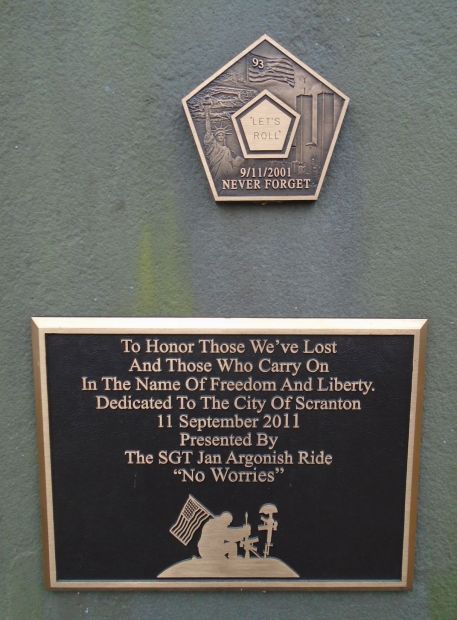 93
"LET'S
ROLL"
9/11/2001
NEVER FORGET
To Honor Those We've Lost
And Those Who Carry On
In The Name Of Freedom And Liberty.
Dedicated To The City Of Scranton
11 September 2011
Presented By
The SGT Jan Argonish Ride
"No Worries"